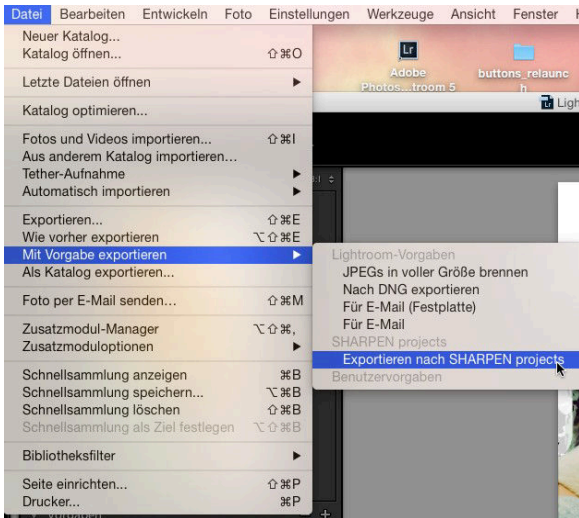 Datei Bearbeiten Entwickeln Foto Einstellungen Werkzeuge Ansicht Fenster
Neuer Katalog...
Katalog öffnen... ⇧⌘O
Letzte Dateien öffnen ▶
Katalog optimieren...
Fotos und Videos importieren... ⇧⌘I
Aus anderem Katalog importieren...
Tether-Aufnahme ▶
Automatisch importieren ▶
Exportieren... ⇧⌘E
Wie vorher exportieren ⌥⇧⌘E
Mit Vorgabe exportieren ▶
Als Katalog exportieren...
Foto per E-Mail senden... ⇧⌘M
Zusatzmodul-Manager ⌥⇧⌘,
Zusatzmoduloptionen ▶
Schnellsammlung anzeigen ⌘B
Schnellsammlung speichern... ⌥⌘B
Schnellsammlung löschen ⇧⌘B
Schnellsammlung als Ziel festlegen ⌥⇧⌘B
Bibliotheksfilter ▶
Seite einrichten... ⇧⌘P
Drucker... ⌘P
Lightroom-Vorgaben
JPEGs in voller Größe brennen
Nach DNG exportieren
Für E-Mail (Festplatte)
Für E-Mail
SHARPEN projects
Exportieren nach SHARPEN projects
Benutzervorgaben
Lr
Adobe
Photos...troom 5
buttons_relaunc
h
Ligh
Vorgaben